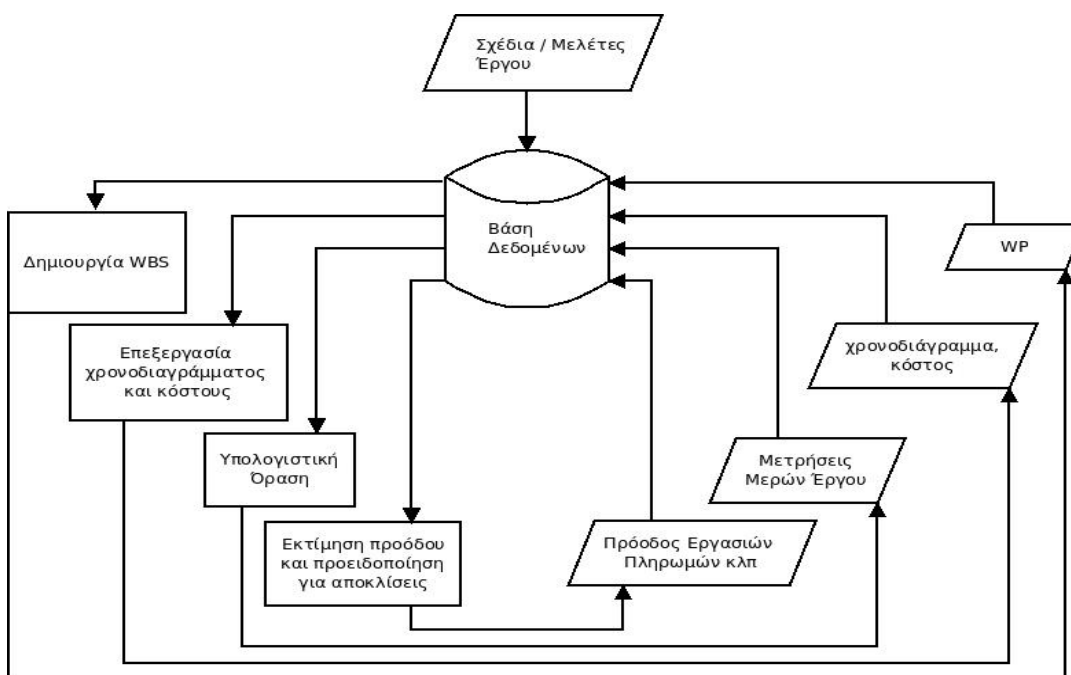 Σχέδια / Μελέτες
Έργου
Βάση
Δεδομένων
Δημιουργία WBS
WP
Επεξεργασία
χρονοδιαγράμματος
και κόστους
χρονοδιάγραμμα,
κόστος
Υπολογιστική
Όραση
Μετρήσεις
Μερών Έργου
Εκτίμηση προόδου
και προειδοποίηση
για αποκλίσεις
Πρόοδος Εργασιών
Πληρωμών κλπ